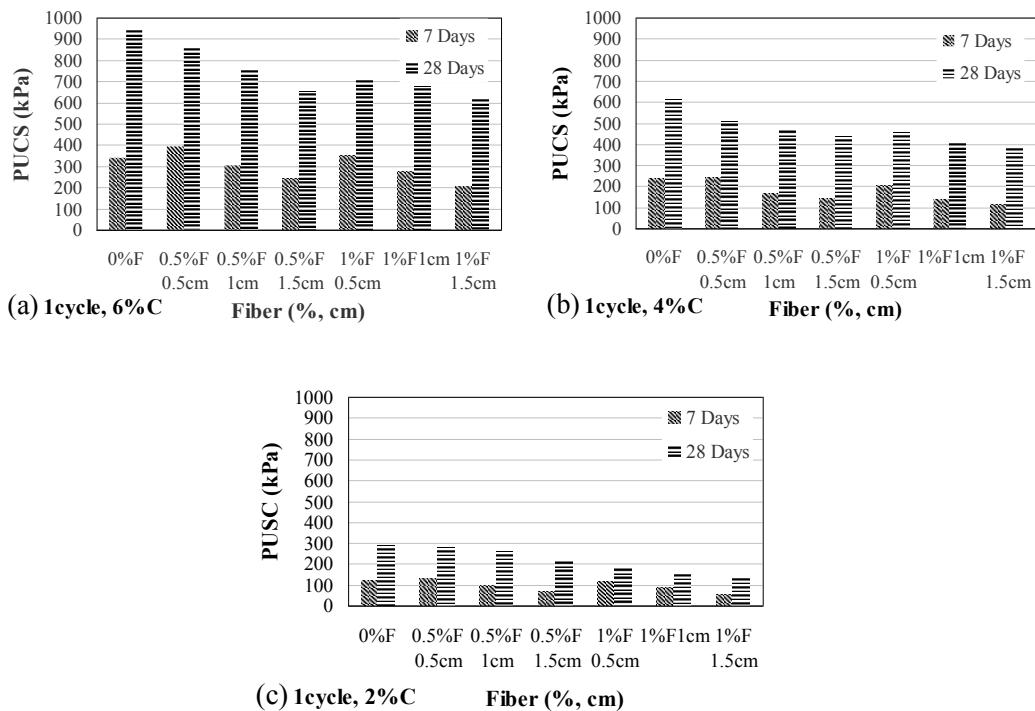 1000
900
800
700
600
500
400
300
200
100
0
PUCS (kPa)
7 Days
28 Days
0%F 0.5%F 0.5%F 0.5%F 1%F 1%F1cm 1%F
0.5cm 1cm 1.5cm 0.5cm 1.5cm
(a) 1cycle, 6%C Fiber (%, cm)
1000
900
800
700
600
500
400
300
200
100
0
PUCS (kPa)
7 Days
28 Days
0%F 0.5%F 0.5%F 0.5%F 1%F 1%F1cm 1%F
0.5cm 1cm 1.5cm 0.5cm 1.5cm
(b) 1cycle, 4%C Fiber (%, cm)
1000
900
800
700
600
500
400
300
200
100
0
PUSC (kPa)
7 Days
28 Days
0%F 0.5%F 0.5%F 0.5%F 1%F 1%F1cm 1%F
0.5cm 1cm 1.5cm 0.5cm 1.5cm
(c) 1cycle, 2%C Fiber (%, cm)